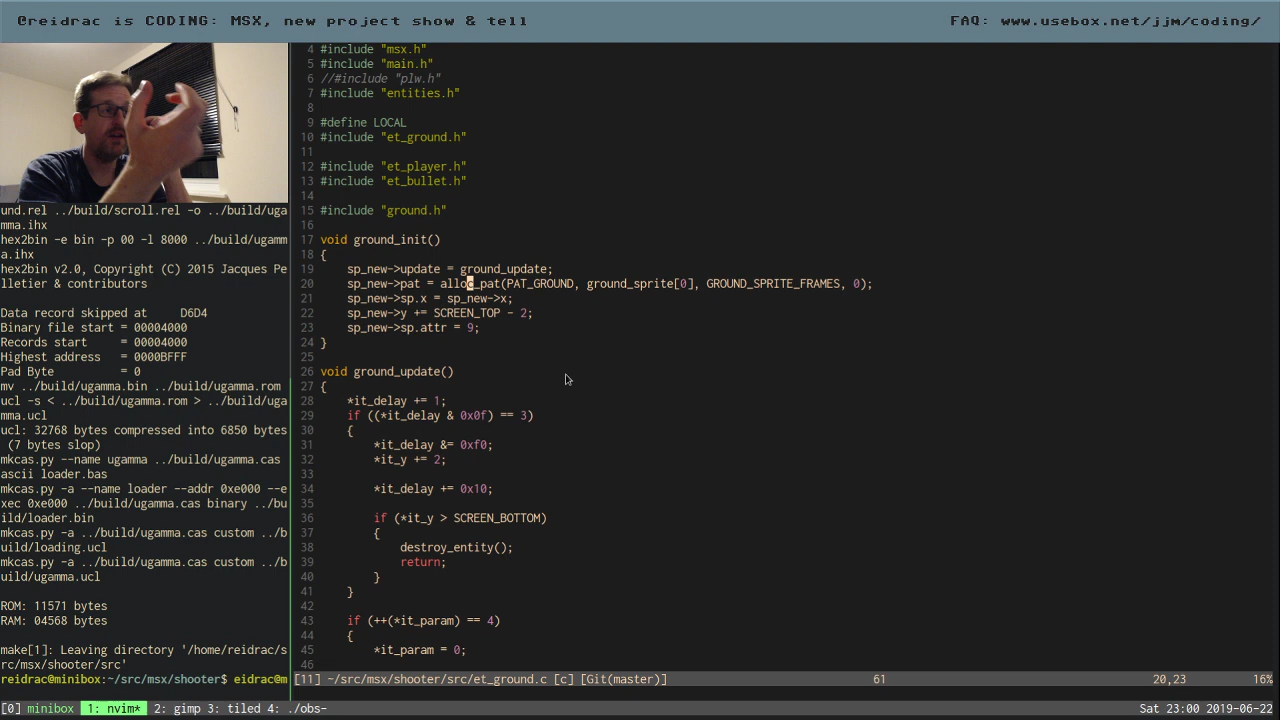 @reidrac is CODING: MSX, new project show & tell
FAQ: www.usebox.net/jjm/coding/
und.rel ../build/scroll.rel -o ../build/uga
mma.ihx
hex2bin -e bin -p 00 -l 8000 ../build/ugamm
a.ihx
hex2bin v2.0, Copyright (C) 2015 Jacques Pe
lletier & contributors
Data record skipped at     D6D4
Binary file start = 00004000
Records start     = 00004000
Highest address   = 0000BFFF
Pad Byte          = 0
mv ../build/ugamma.bin ../build/ugamma.rom
ucl -s < ../build/ugamma.rom > ../build/uga
mma.ucl
ucl: 32768 bytes compressed into 6850 bytes
 (7 bytes slop)
mkcas.py --name ugamma ../build/ugamma.cas
ascii loader.bas
mkcas.py -a --name loader --addr 0xe000 --e
xec 0xe000 ../build/ugamma.cas binary ../bu
ild/loader.bin
mkcas.py -a ../build/ugamma.cas custom ../b
uild/loading.ucl
mkcas.py -a ../build/ugamma.cas custom ../b
uild/ugamma.ucl
ROM: 11571 bytes
RAM: 04568 bytes
make[1]: Leaving directory '/home/reidrac/s
rc/msx/shooter/src'
reidrac@minibox:~/src/msx/shooter$ eidrac@m
4 #include "msx.h"
5 #include "main.h"
6 //#include "plw.h"
7 #include "entities.h"
8
9 #define LOCAL
10 #include "et_ground.h"
11
12 #include "et_player.h"
13 #include "et_bullet.h"
14
15 #include "ground.h"
16
17 void ground_init()
18 {
19     sp_new->update = ground_update;
20     sp_new->pat = alloc_pat(PAT_GROUND, ground_sprite[0], GROUND_SPRITE_FRAMES, 0);
21     sp_new->sp.x = sp_new->x;
22     sp_new->y += SCREEN_TOP - 2;
23     sp_new->sp.attr = 9;
24 }
25
26 void ground_update()
27 {
28     *it_delay += 1;
29     if ((*it_delay & 0x0f) == 3)
30     {
31         *it_delay &= 0xf0;
32         *it_y += 2;
33
34         *it_delay += 0x10;
35
36         if (*it_y > SCREEN_BOTTOM)
37         {
38             destroy_entity();
39             return;
40         }
41     }
42
43     if (++(*it_param) == 4)
44     {
45         *it_param = 0;
46
[11] ~/src/msx/shooter/src/et_ground.c [c] [Git(master)] 61 20,23 16%
[0] minibox 1: nvim* 2: gimp 3: tiled 4: ./obs- Sat 23:00 2019-06-22